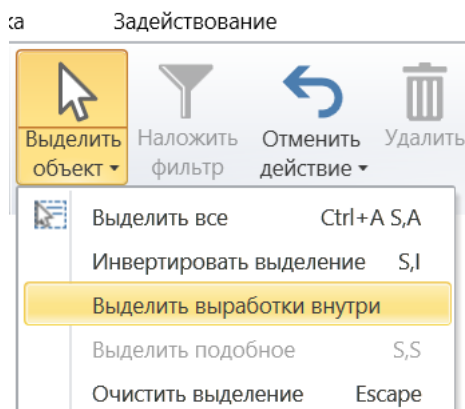 ка Задействование
Выделить Наложить Отменить Удалить
объект фильтр действие
Выделить все Ctrl+A S,A
Инвертировать выделение S,I
Выделить выработки внутри
Выделить подобное S,S
Очистить выделение Escape